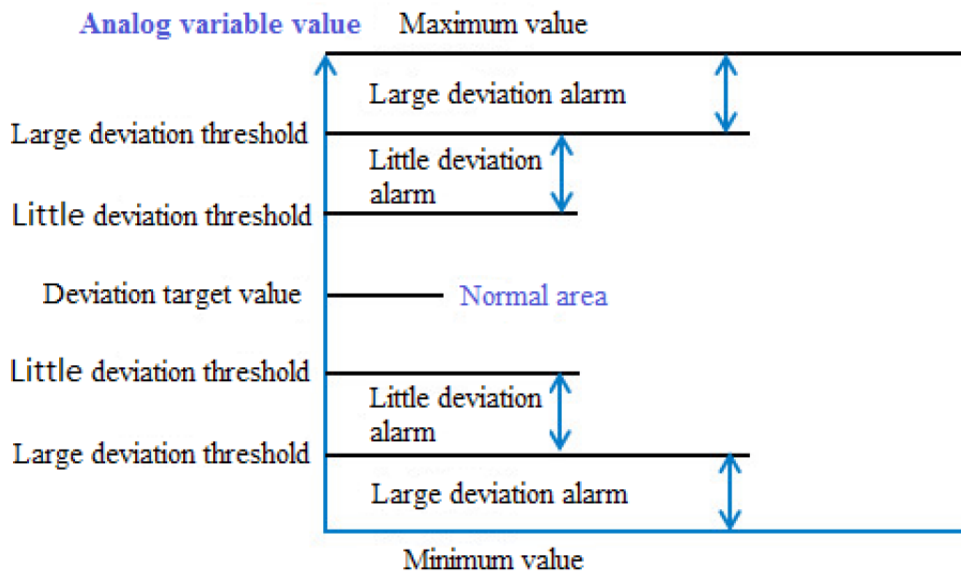 Analog variable value Maximum value
Large deviation alarm
Large deviation threshold
Little deviation
alarm
Little deviation threshold
Deviation target value
Normal area
Little deviation threshold
Little deviation
alarm
Large deviation threshold
Large deviation alarm
Minimum value